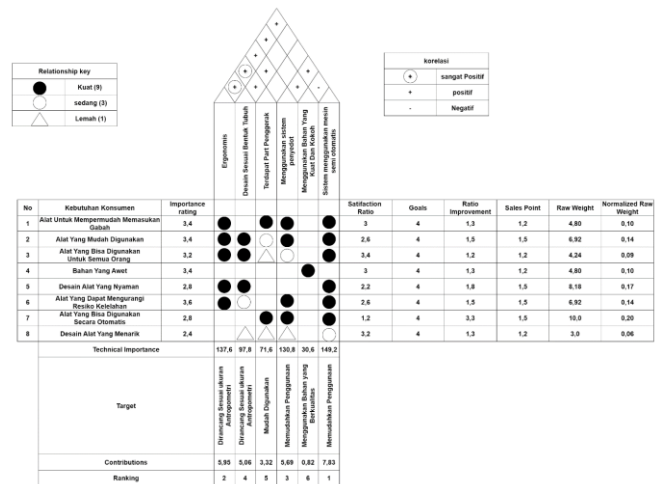 Relationship key
Kuat (9)
sedang (3)
Lemah (1)
korelasi
+ sangat Positif
+ positif
- Negatif
Ergonomis
Desain Sesuai Bentuk Tubuh
Terdapat Part Penggerak
Menggunakan sistem
penyedot
Menggunakan Bahan Yang
Kuat Dan Kokoh
Sistem menggunakan mesin
semi otomatis
No Kebutuhan Konsumen Importance rating Satifaction Ratio Goals Ratio Improvement Sales Point Raw Weight Normalized Raw Weight
1 Alat Untuk Mempermudah Memasukan Gabah 3,4 3 4 1,3 1,2 4,80 0,10
2 Alat Yang Mudah Digunakan 3,4 2,6 4 1,5 1,5 6,92 0,14
3 Alat Yang Bisa Digunakan Untuk Semua Orang 3,2 3,4 4 1,2 1,2 4,24 0,09
4 Bahan Yang Awet 3,4 3 4 1,3 1,2 4,80 0,10
5 Desain Alat Yang Nyaman 2,8 2,2 4 1,8 1,5 8,18 0,17
6 Alat Yang Dapat Mengurangi Resiko Kelelahan 3,6 2,6 4 1,5 1,5 6,92 0,14
7 Alat Yang Bisa Digunakan Secara Otomatis 2,8 1,2 4 3,3 1,5 10,0 0,20
8 Desain Alat Yang Menarik 2,4 3,2 4 1,3 1,2 3,0 0,06
Technical Importance 137,6 97,8 71,6 130,8 30,6 149,2
Target
Dirancang Sesuai ukuran
Antropometri
Dirancang Sesuai ukuran
Antropometri
Mudah Digunakan
Memudahkan Penggunaan
Menggunakan Bahan yang
Berkualitas
Memudahkan Penggunaan
Contributions 5,95 5,06 3,32 5,69 0,82 7,83
Ranking 2 4 5 3 6 1